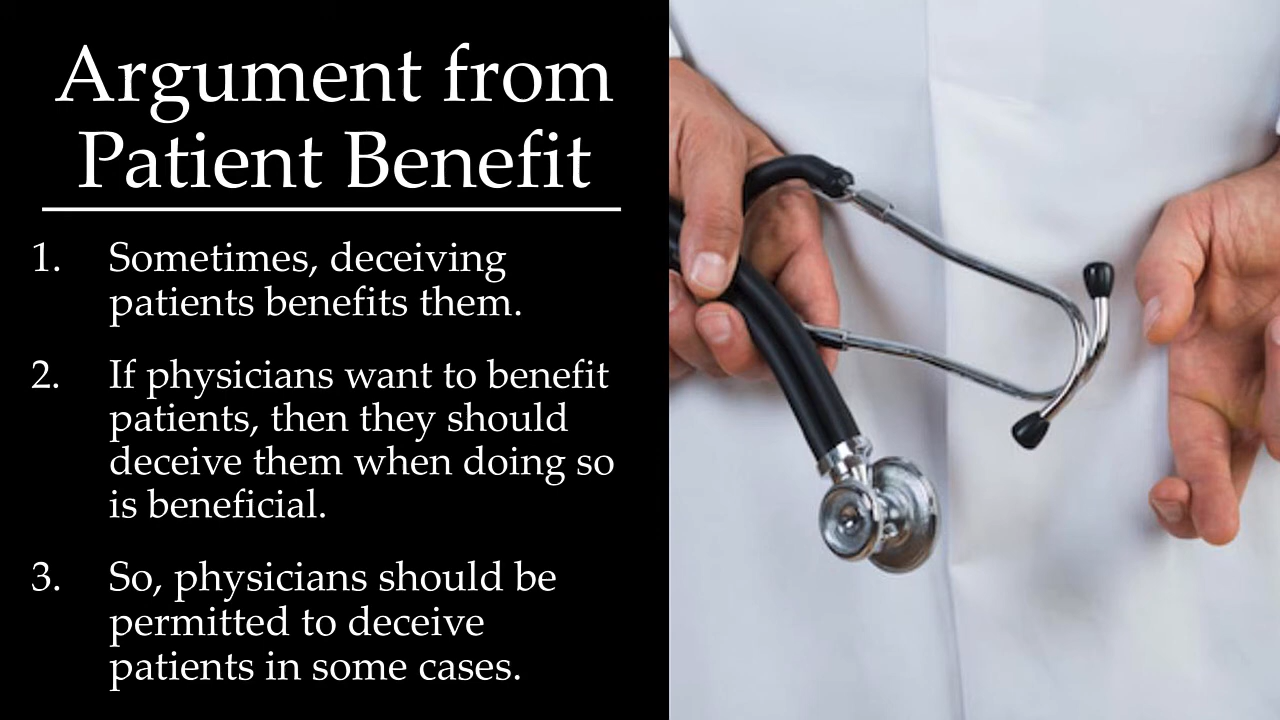 Argument from
Patient Benefit
1. Sometimes, deceiving
patients benefits them.
2. If physicians want to benefit
patients, then they should
deceive them when doing so
is beneficial.
3. So, physicians should be
permitted to deceive
patients in some cases.